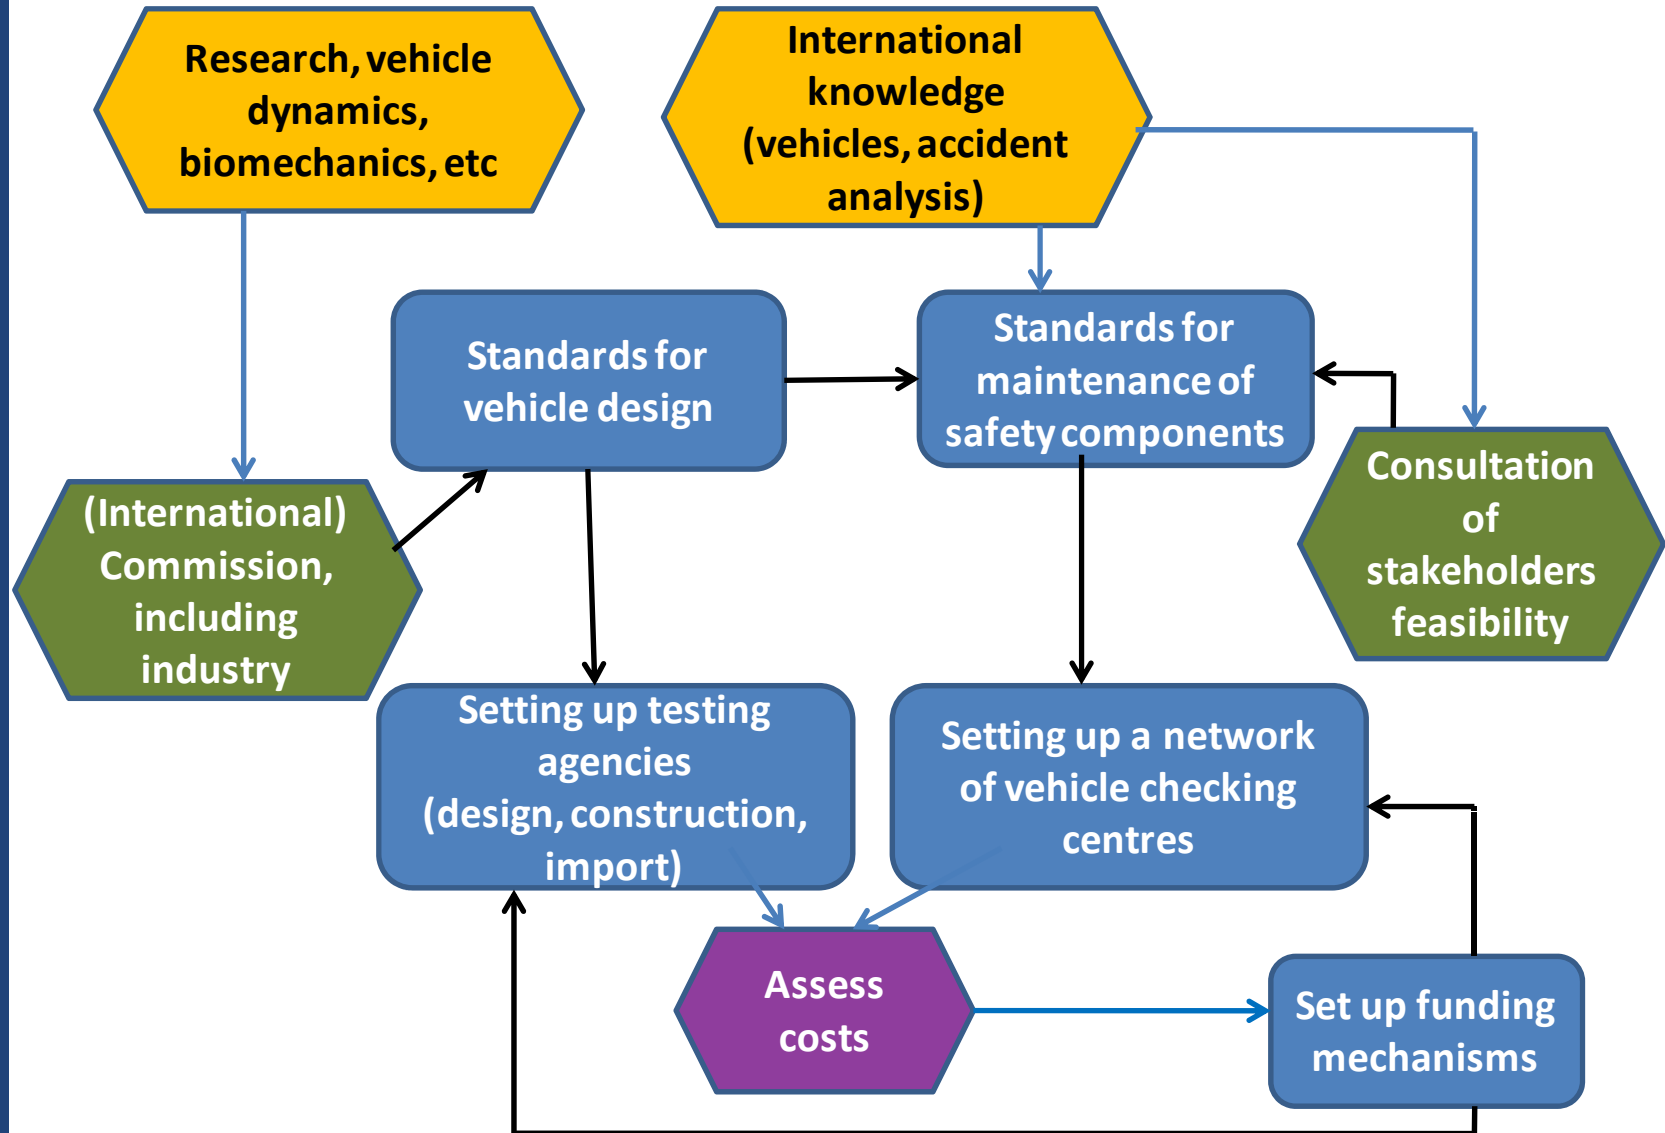 Research, vehicle
dynamics,
biomechanics, etc
International
knowledge
(vehicles, accident
analysis)
Standards for
vehicle design
Standards for
maintenance of
safety components
(International)
Commission,
including
industry
Consultation
of
stakeholders
feasibility
Setting up testing
agencies
(design, construction,
import)
Setting up a network
of vehicle checking
centres
Assess
costs
Set up funding
mechanisms